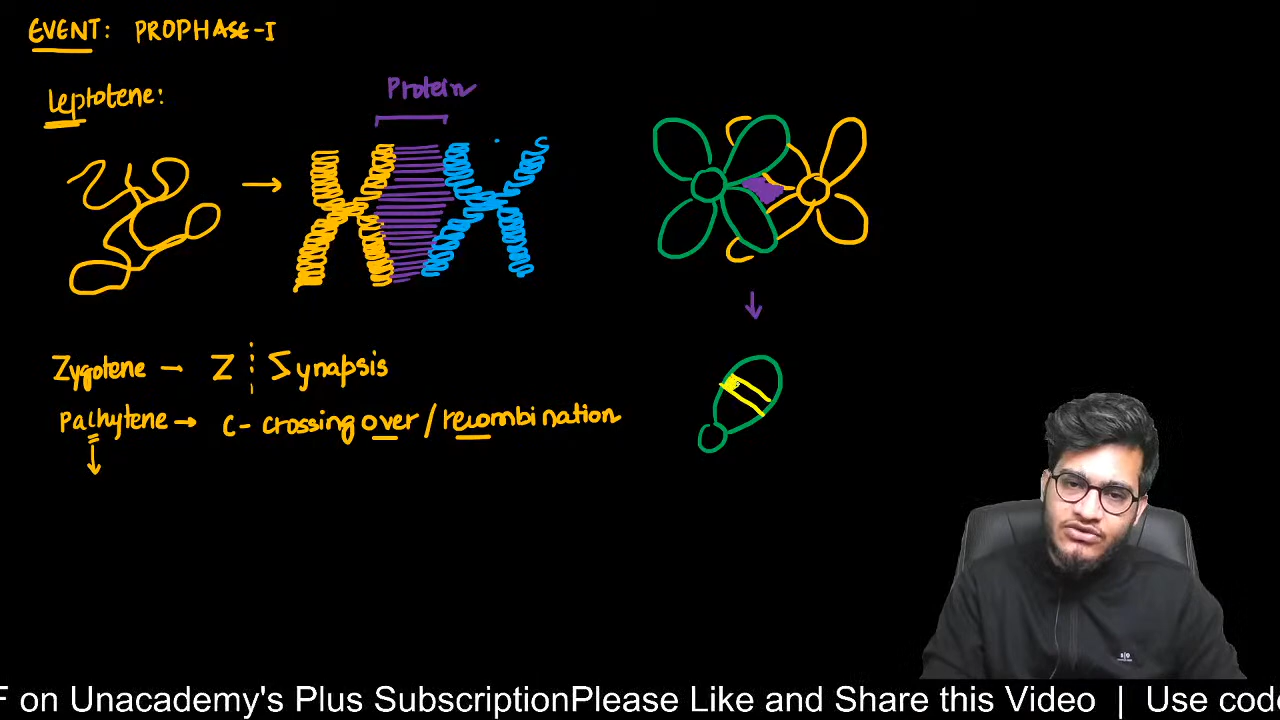 EVENT: PROPHASE-I
Leptotene:
Protein
Zygotene → Z Synapsis
Pachytene → C- crossing over / recombination
F on Unacademy's Plus SubscriptionPlease Like and Share this Video | Use code